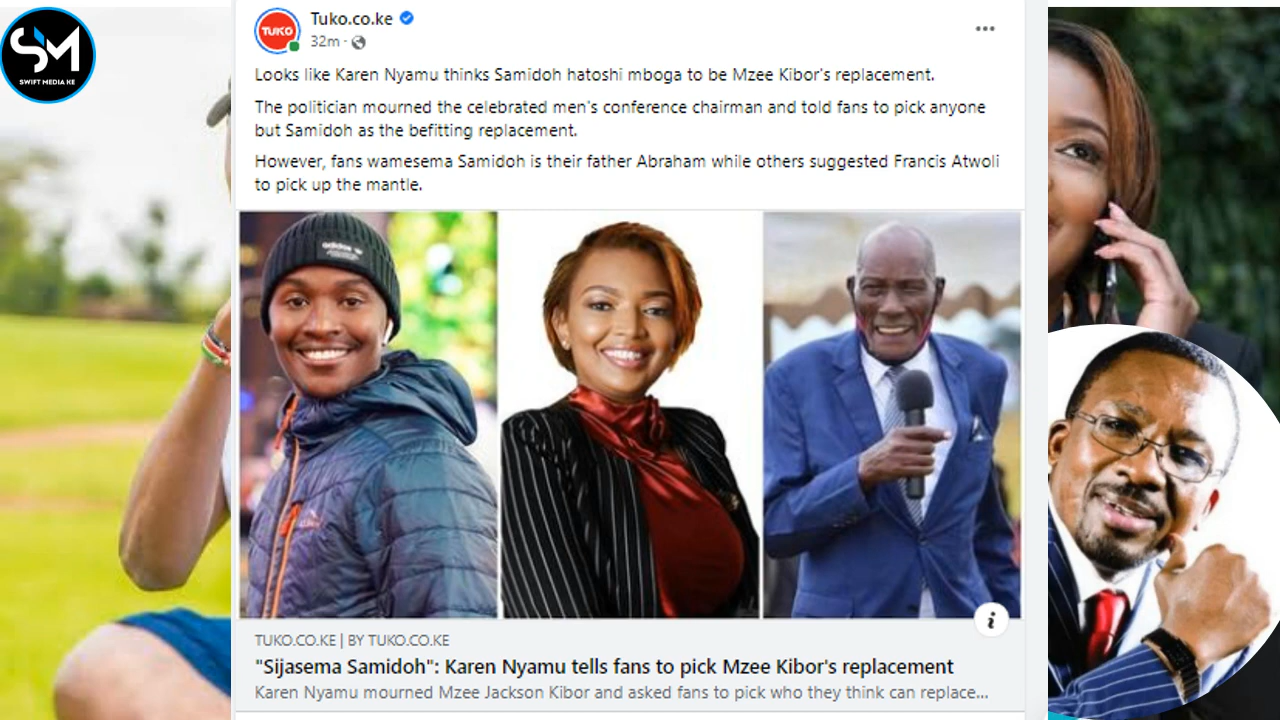 SM
SWIFT MEDIA KE
TUKO
Tuko.co.ke
32m ·
Looks like Karen Nyamu thinks Samidoh hatoshi mboga to be Mzee Kibor's replacement.
The politician mourned the celebrated men's conference chairman and told fans to pick anyone
but Samidoh as the befitting replacement.
However, fans wamesema Samidoh is their father Abraham while others suggested Francis Atwoli
to pick up the mantle.
adidas
i
TUKO.CO.KE | BY TUKO.CO.KE
"Sijasema Samidoh": Karen Nyamu tells fans to pick Mzee Kibor's replacement
Karen Nyamu mourned Mzee Jackson Kibor and asked fans to pick who they think can replace...